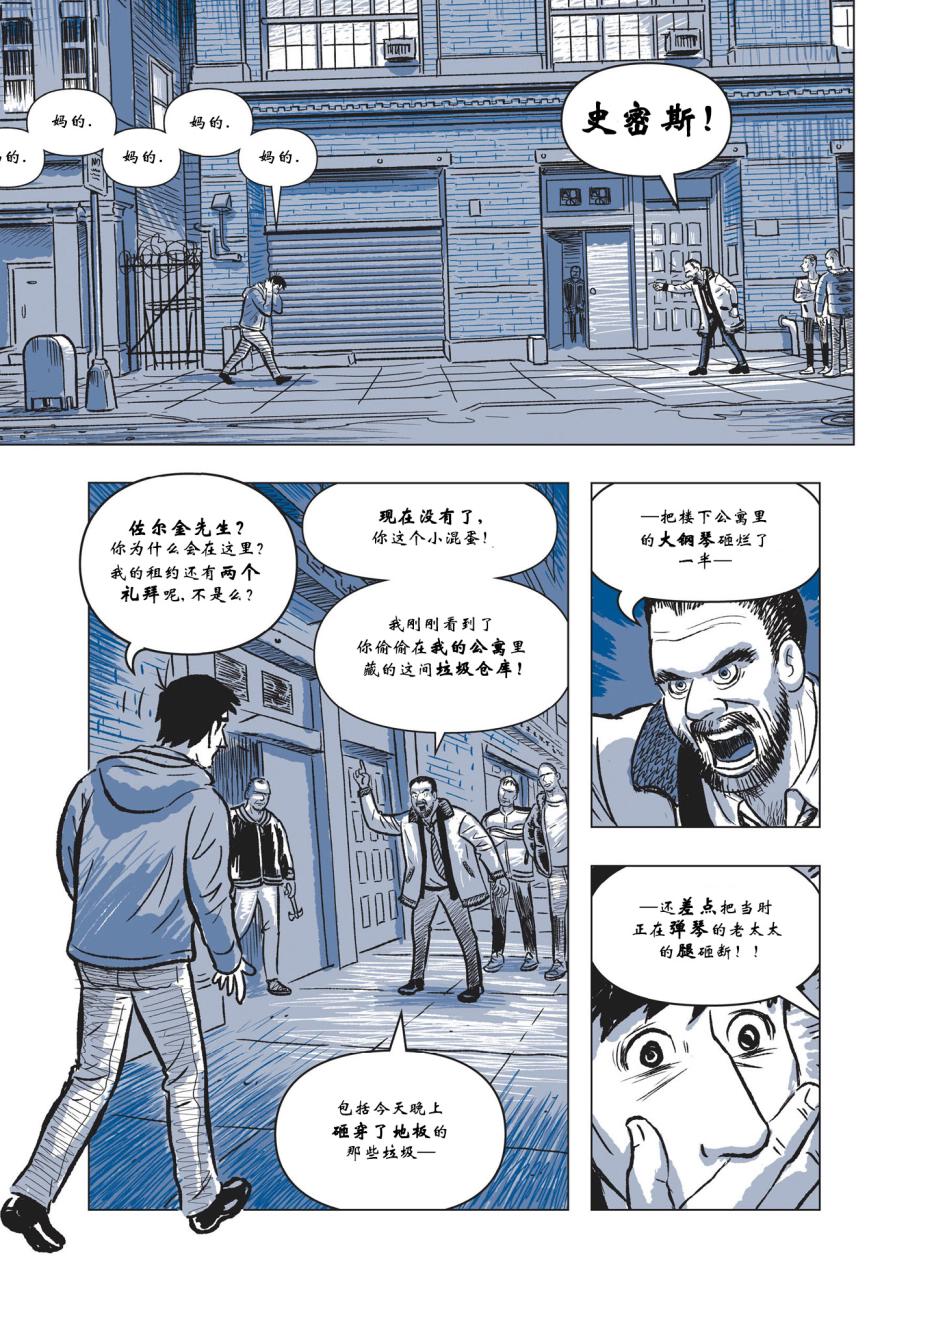 的.
妈的.
妈的.
妈的.
妈的.
史密斯!
佐尔金先生?
你为什么会在这里?
我的租约还有两个
礼拜呢,不是么?
现在没有了,
你这个小混蛋!
我刚刚看到了
你偷偷在我的公寓里
藏的这间垃圾仓库!
包括今天晚上
砸穿了地板的
那些垃圾—
—把楼下公寓里
的大钢琴砸烂了
一半—
—还差点把当时
正在弹琴的老太太
的腿砸断!!